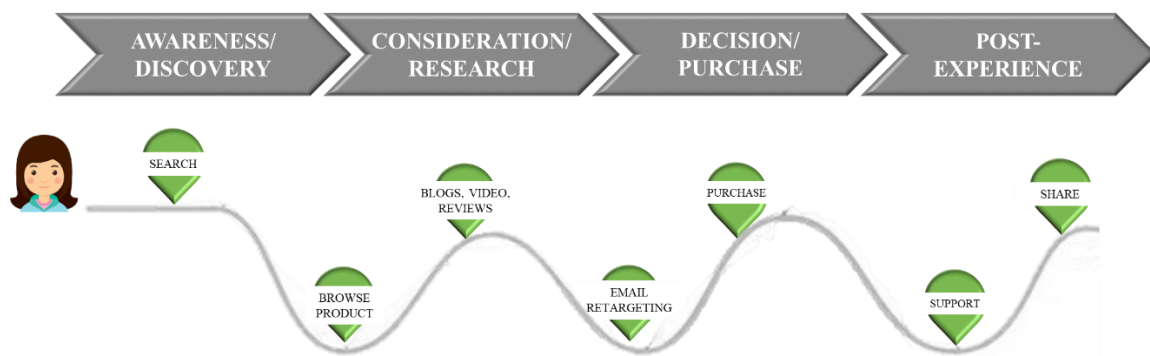 AWARENESS/
DISCOVERY
CONSIDERATION/
RESEARCH
DECISION/
PURCHASE
POST-
EXPERIENCE
SEARCH
BROWSE
PRODUCT
BLOGS, VIDEO,
REVIEWS
EMAIL
RETARGETING
PURCHASE
SUPPORT
SHARE